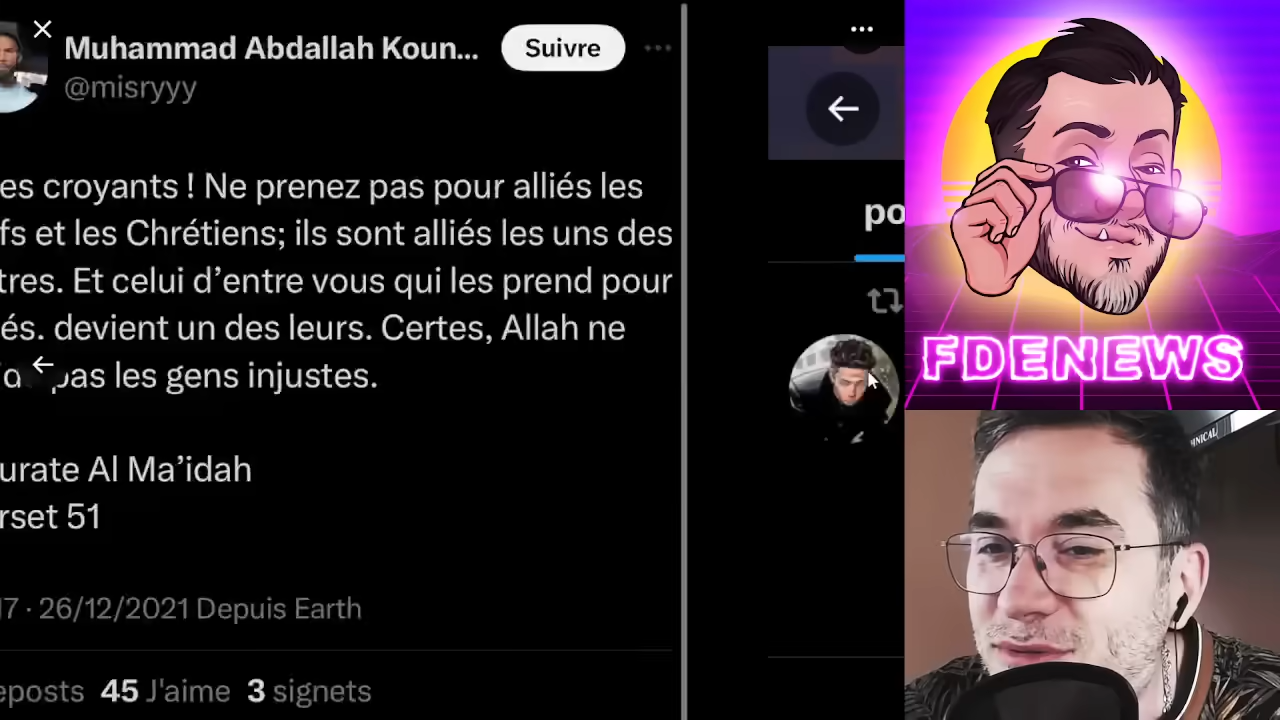 Muhammad Abdallah Koun...
Suivre
@misryyy
es croyants ! Ne prenez pas pour alliés les
fs et les Chrétiens; ils sont alliés les uns des
tres. Et celui d’entre vous qui les prend pour
és. devient un des leurs. Certes, Allah ne
pas les gens injustes.
urate Al Ma’idah
rset 51
17 · 26/12/2021 Depuis Earth
eposts 45 J'aime 3 signets
po
FDENEWS
HNICAL